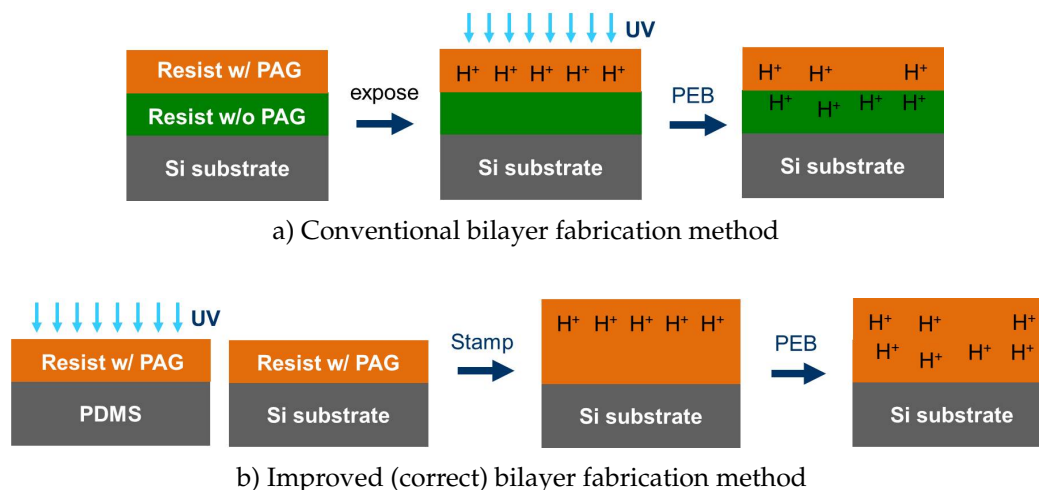 UV
Resist w/ PAG
Resist w/o PAG
Si substrate
expose
H+ H+ H+ H+ H+
Si substrate
PEB
H+ H+ H+
H+ H+ H+ H+
Si substrate
a) Conventional bilayer fabrication method
UV
Resist w/ PAG
PDMS
Resist w/ PAG
Si substrate
Stamp
H+ H+ H+ H+ H+
Si substrate
PEB
H+ H+ H+
H+ H+ H+ H+
Si substrate
b) Improved (correct) bilayer fabrication method